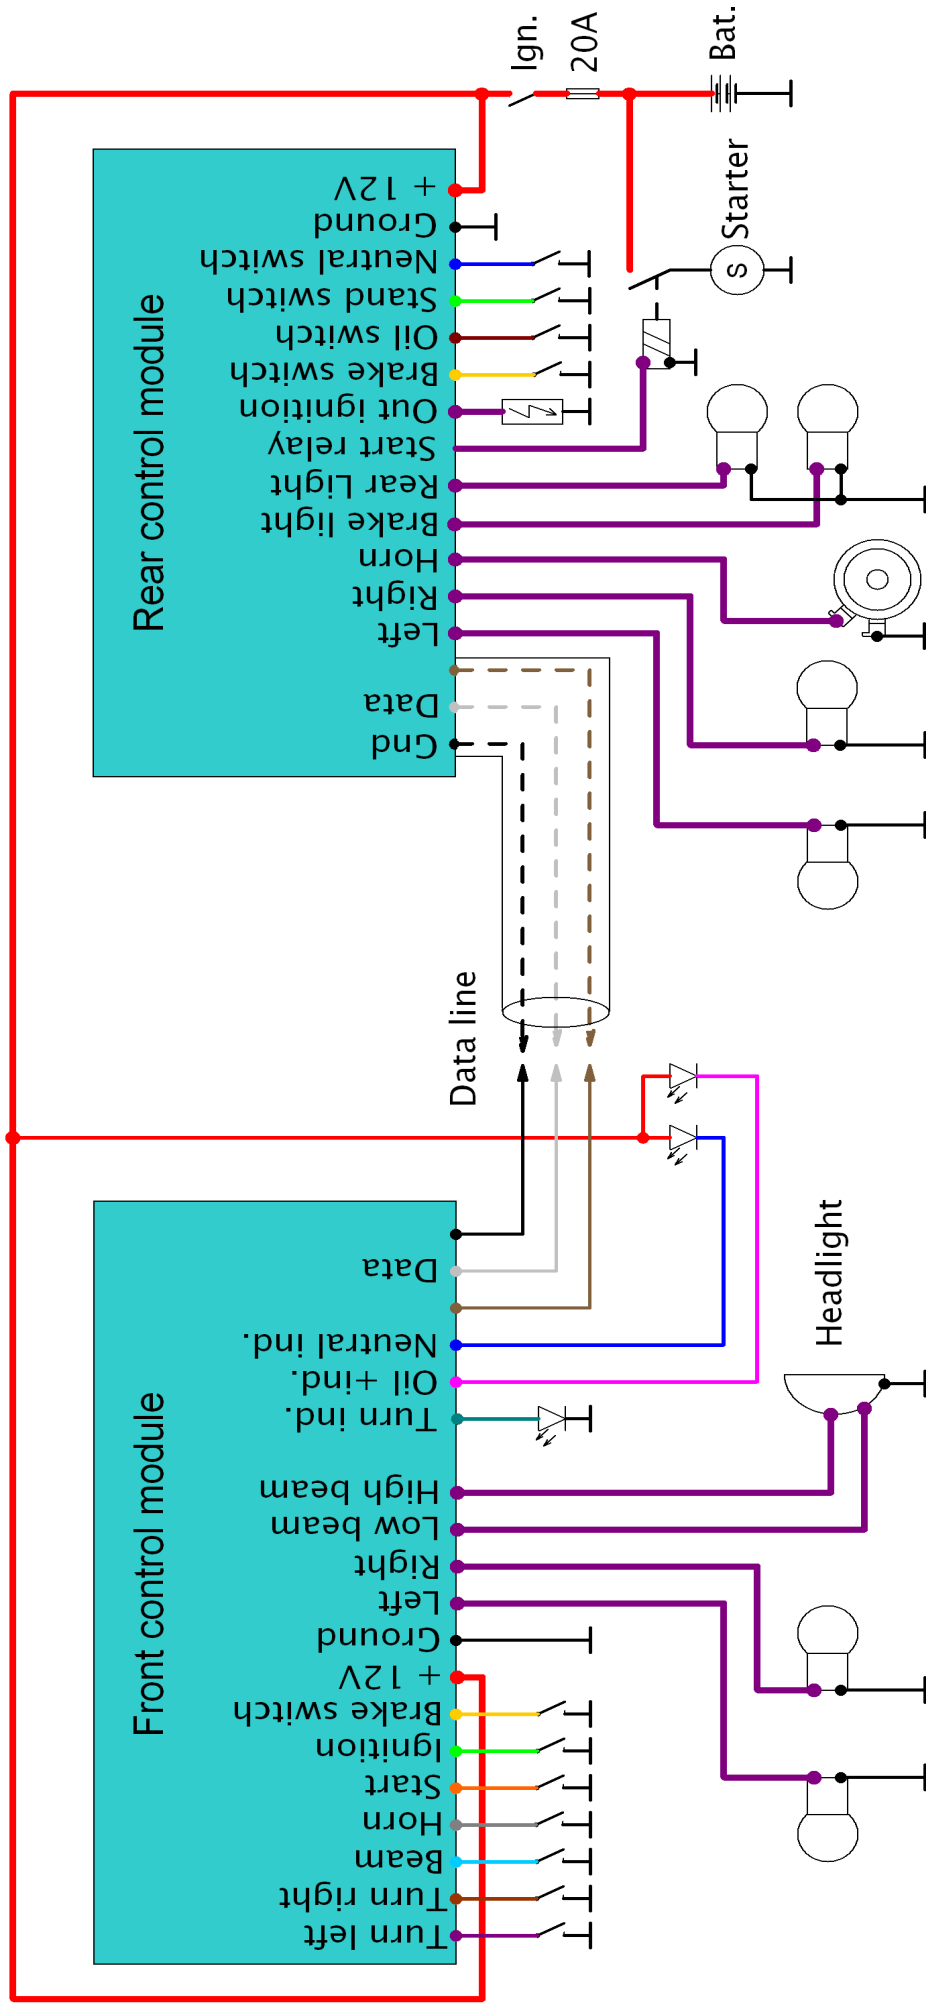 Ign.
20A
Bat.
Starter
Rear control module
+ 12V
Ground
Neutral switch
Stand switch
Oil switch
Brake switch
Out ignition
Start relay
Rear Light
Brake light
Horn
Right
Left
Data
Gnd
S
Data line
Front control module
Data
Neutral ind.
Oil +ind.
Turn ind.
High beam
Low beam
Right
Left
Ground
+ 12V
Brake switch
Ignition
Start
Horn
Beam
Turn right
Turn left
Headlight